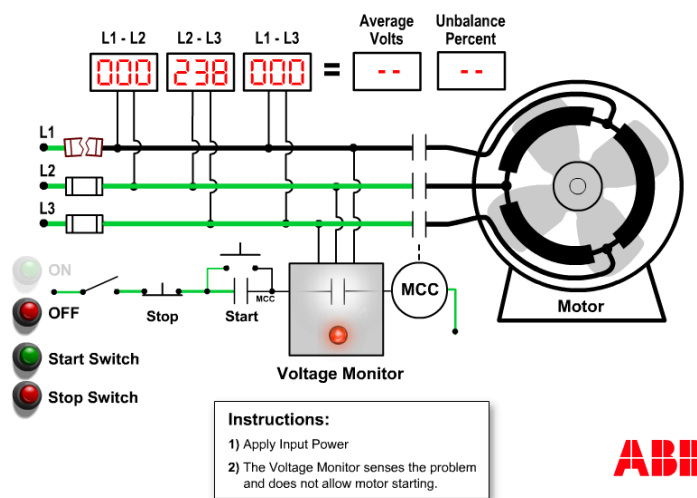 Average Volts
Unbalance Percent
L1 - L2
L2 - L3
L1 - L3
000
238
000
=
--
--
L1
L2
L3
ON
OFF
Stop
Start
MCC
MCC
Motor
Start Switch
Stop Switch
Voltage Monitor
Instructions:
1) Apply Input Power
2) The Voltage Monitor senses the problem
and does not allow motor starting.
ABB